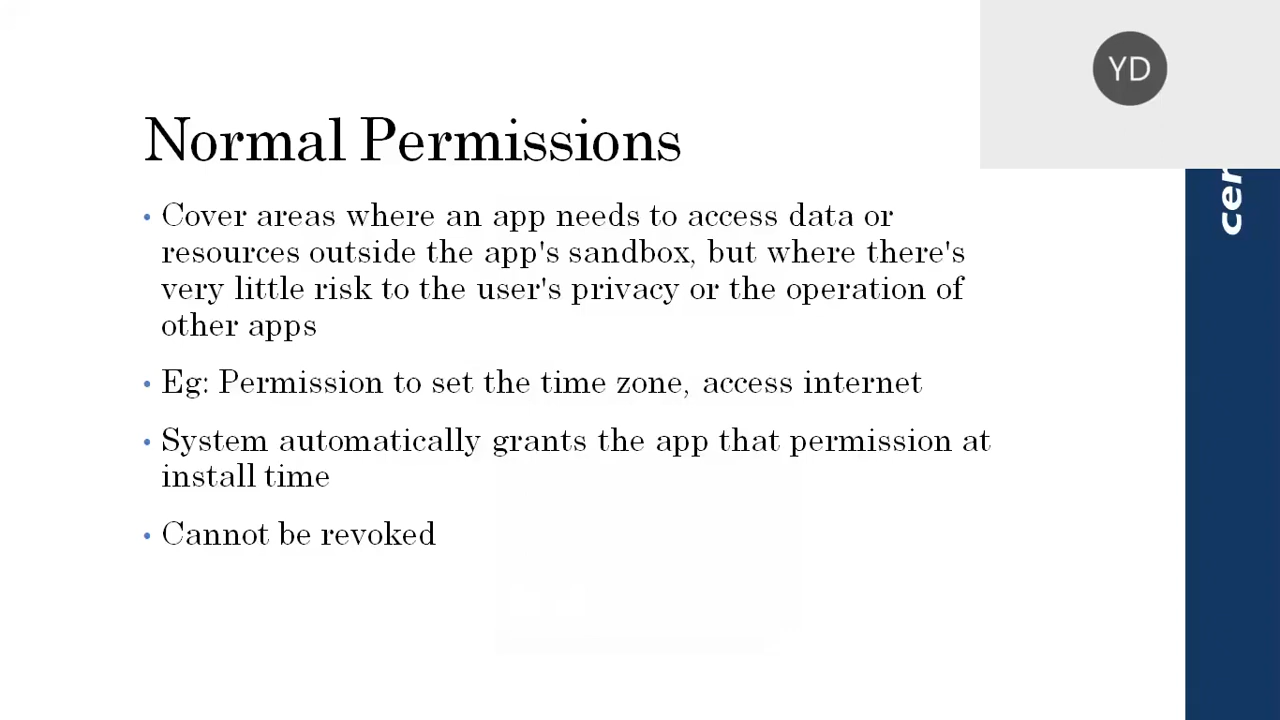 YD
Normal Permissions
cer
• Cover areas where an app needs to access data or
resources outside the app's sandbox, but where there's
very little risk to the user's privacy or the operation of
other apps
• Eg: Permission to set the time zone, access internet
• System automatically grants the app that permission at
install time
• Cannot be revoked